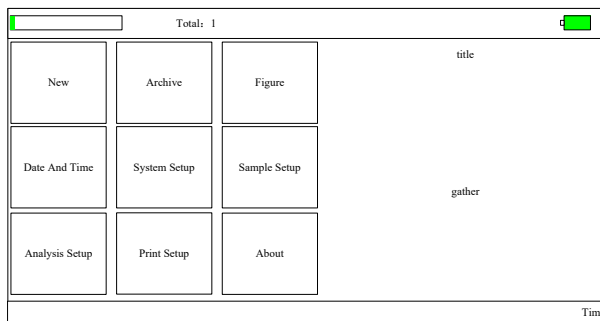 Total：1
title
New
Archive
Figure
Date And Time
System Setup
Sample Setup
gather
Analysis Setup
Print Setup
About
Tim